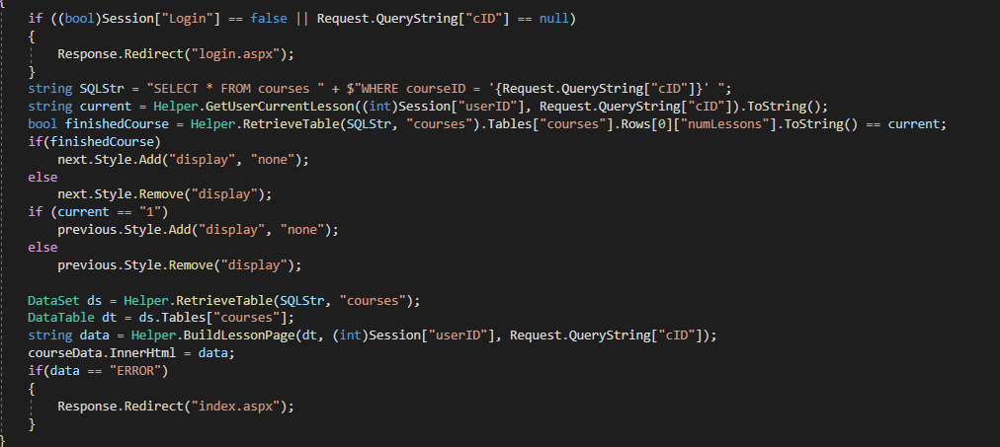 {
if ((bool)Session["Login"] == false || Request.QueryString["cID"] == null)
{
Response.Redirect("login.aspx");
}
string SQLStr = "SELECT * FROM courses " + $"WHERE courseID = '{Request.QueryString["cID"]}' ";
string current = Helper.GetUserCurrentLesson((int)Session["userID"], Request.QueryString["cID"]).ToString();
bool finishedCourse = Helper.RetrieveTable(SQLStr, "courses").Tables["courses"].Rows[0]["numLessons"].ToString() == current;
if(finishedCourse)
next.Style.Add("display", "none");
else
next.Style.Remove("display");
if (current == "1")
previous.Style.Add("display", "none");
else
previous.Style.Remove("display");
DataSet ds = Helper.RetrieveTable(SQLStr, "courses");
DataTable dt = ds.Tables["courses"];
string data = Helper.BuildLessonPage(dt, (int)Session["userID"], Request.QueryString["cID"]);
courseData.InnerHtml = data;
if(data == "ERROR")
{
Response.Redirect("index.aspx");
}
}